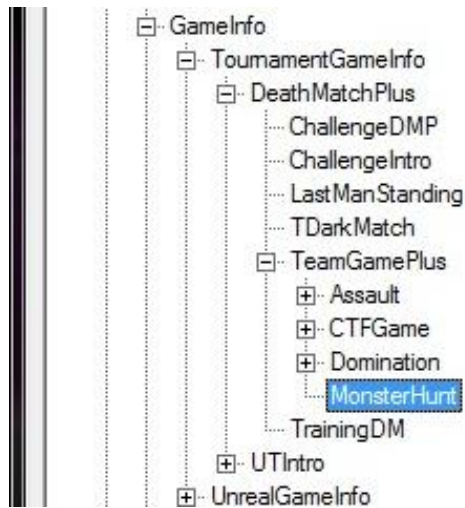 GameInfo
TournamentGameInfo
DeathMatchPlus
ChallengeDMP
ChallengeIntro
LastManStanding
TDarkMatch
TeamGamePlus
Assault
CTFGame
Domination
MonsterHunt
TrainingDM
UTIntro
UnrealGameInfo